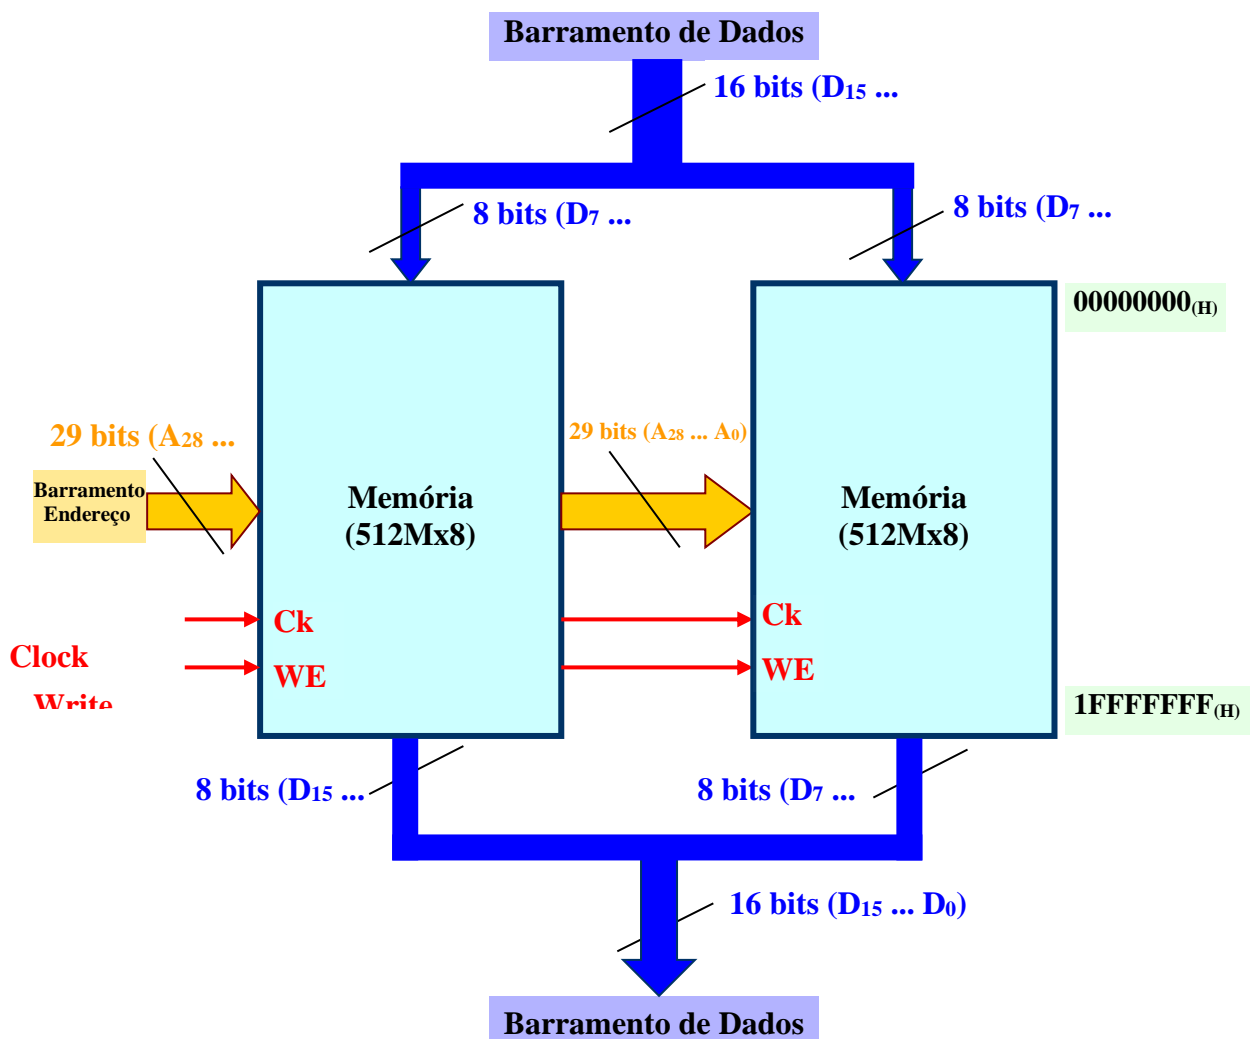 Barramento de Dados
16 bits (D15 ...
8 bits (D7 ...
8 bits (D7 ...
00000000(H)
29 bits (A28 ...
29 bits (A28 ... A0)
Barramento
Endereço
Memória
(512Mx8)
Memória
(512Mx8)
Ck
Ck
Clock
WE
WE
Write
1FFFFFFF(H)
8 bits (D15 ...
8 bits (D7 ...
16 bits (D15 ... D0)
Barramento de Dados